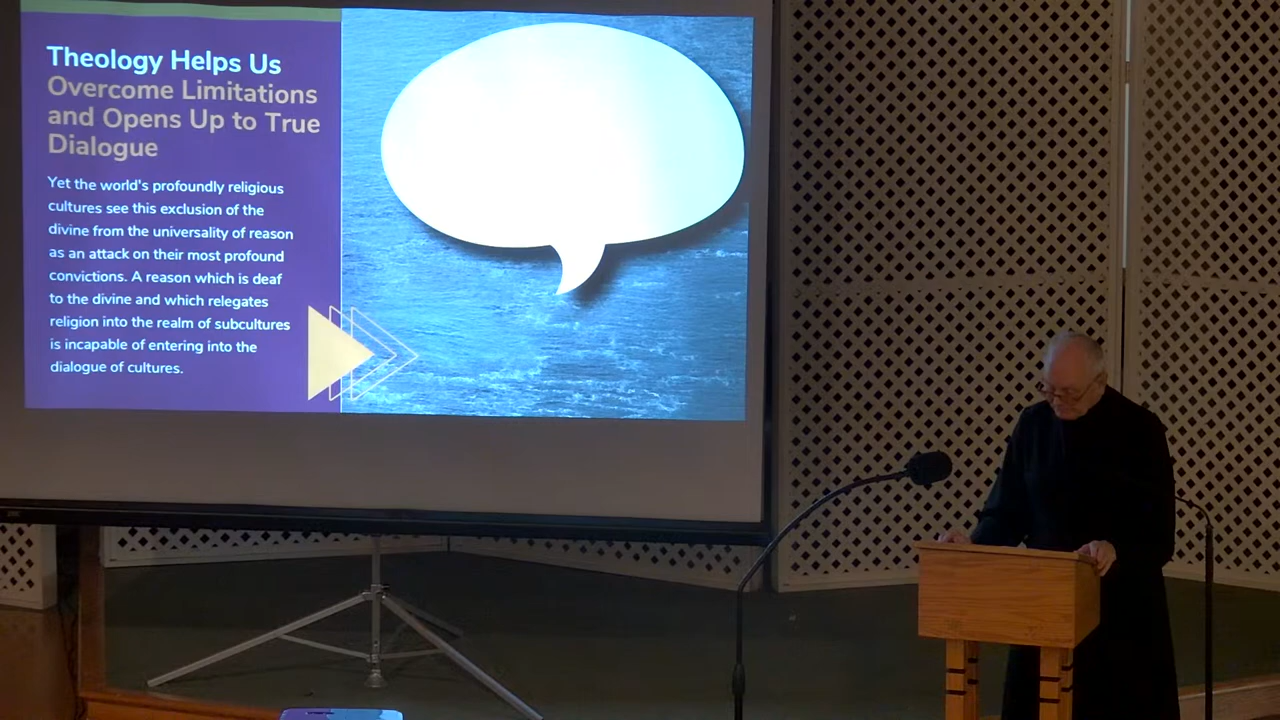 Theology Helps Us
Overcome Limitations
and Opens Up to True
Dialogue
Yet the world's profoundly religious
cultures see this exclusion of the
divine from the universality of reason
as an attack on their most profound
convictions. A reason which is deaf
to the divine and which relegates
religion into the realm of subcultures
is incapable of entering into the
dialogue of cultures.